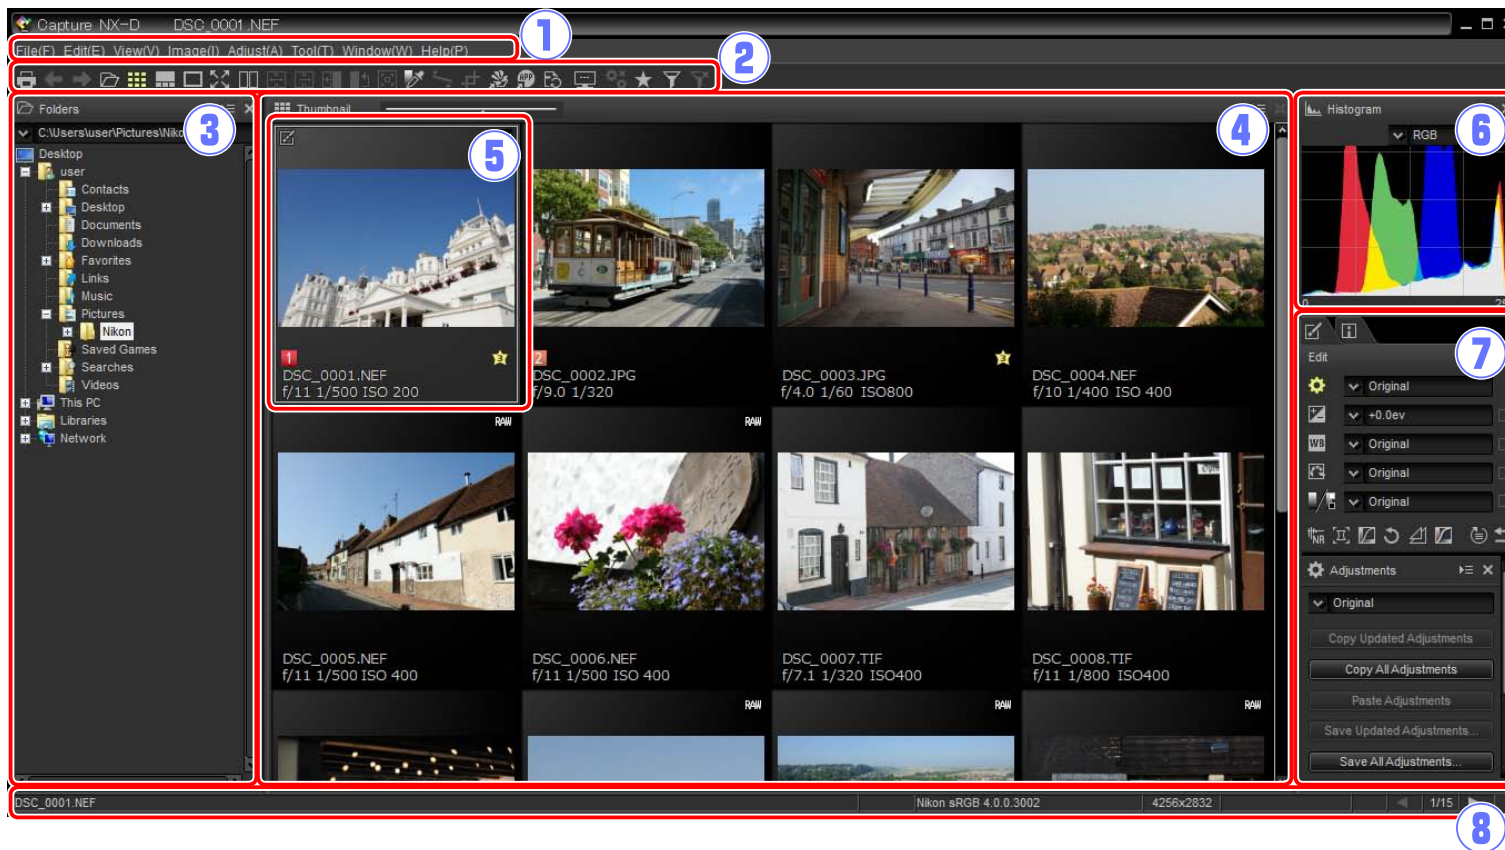 Capture NX-D DSC_0001.NEF
File(F) Edit(E) View(V) Image(I) Adjust(A) Tool(T) Window(W) Help(P)
1
2
Folders
3
C:\Users\user\Pictures\Niko
Desktop
user
Contacts
Desktop
Documents
Downloads
Favorites
Links
Music
Pictures
Nikon
Saved Games
Searches
Videos
This PC
Libraries
Network
Thumbnail
4
5
1 3
DSC_0001.NEF
f/11 1/500 ISO 200
2
DSC_0002.JPG
f/9.0 1/320
3
DSC_0003.JPG
f/4.0 1/60 ISO800
DSC_0004.NEF
f/10 1/400 ISO 400
RAW
DSC_0005.NEF
f/11 1/500 ISO 400
RAW
DSC_0006.NEF
f/11 1/500 ISO 400
DSC_0007.TIF
f/7.1 1/320 ISO400
DSC_0008.TIF
f/11 1/800 ISO400
RAW
RAW
RAW
Histogram
RGB
6
0
7
Edit
Original
+0.0ev
WB Original
Original
Original
NR
Adjustments
Original
Copy Updated Adjustments
Copy All Adjustments
Paste Adjustments
Save Updated Adjustments...
Save All Adjustments...
DSC_0001.NEF Nikon sRGB 4.0.0.3002 4256x2832 1/15
8